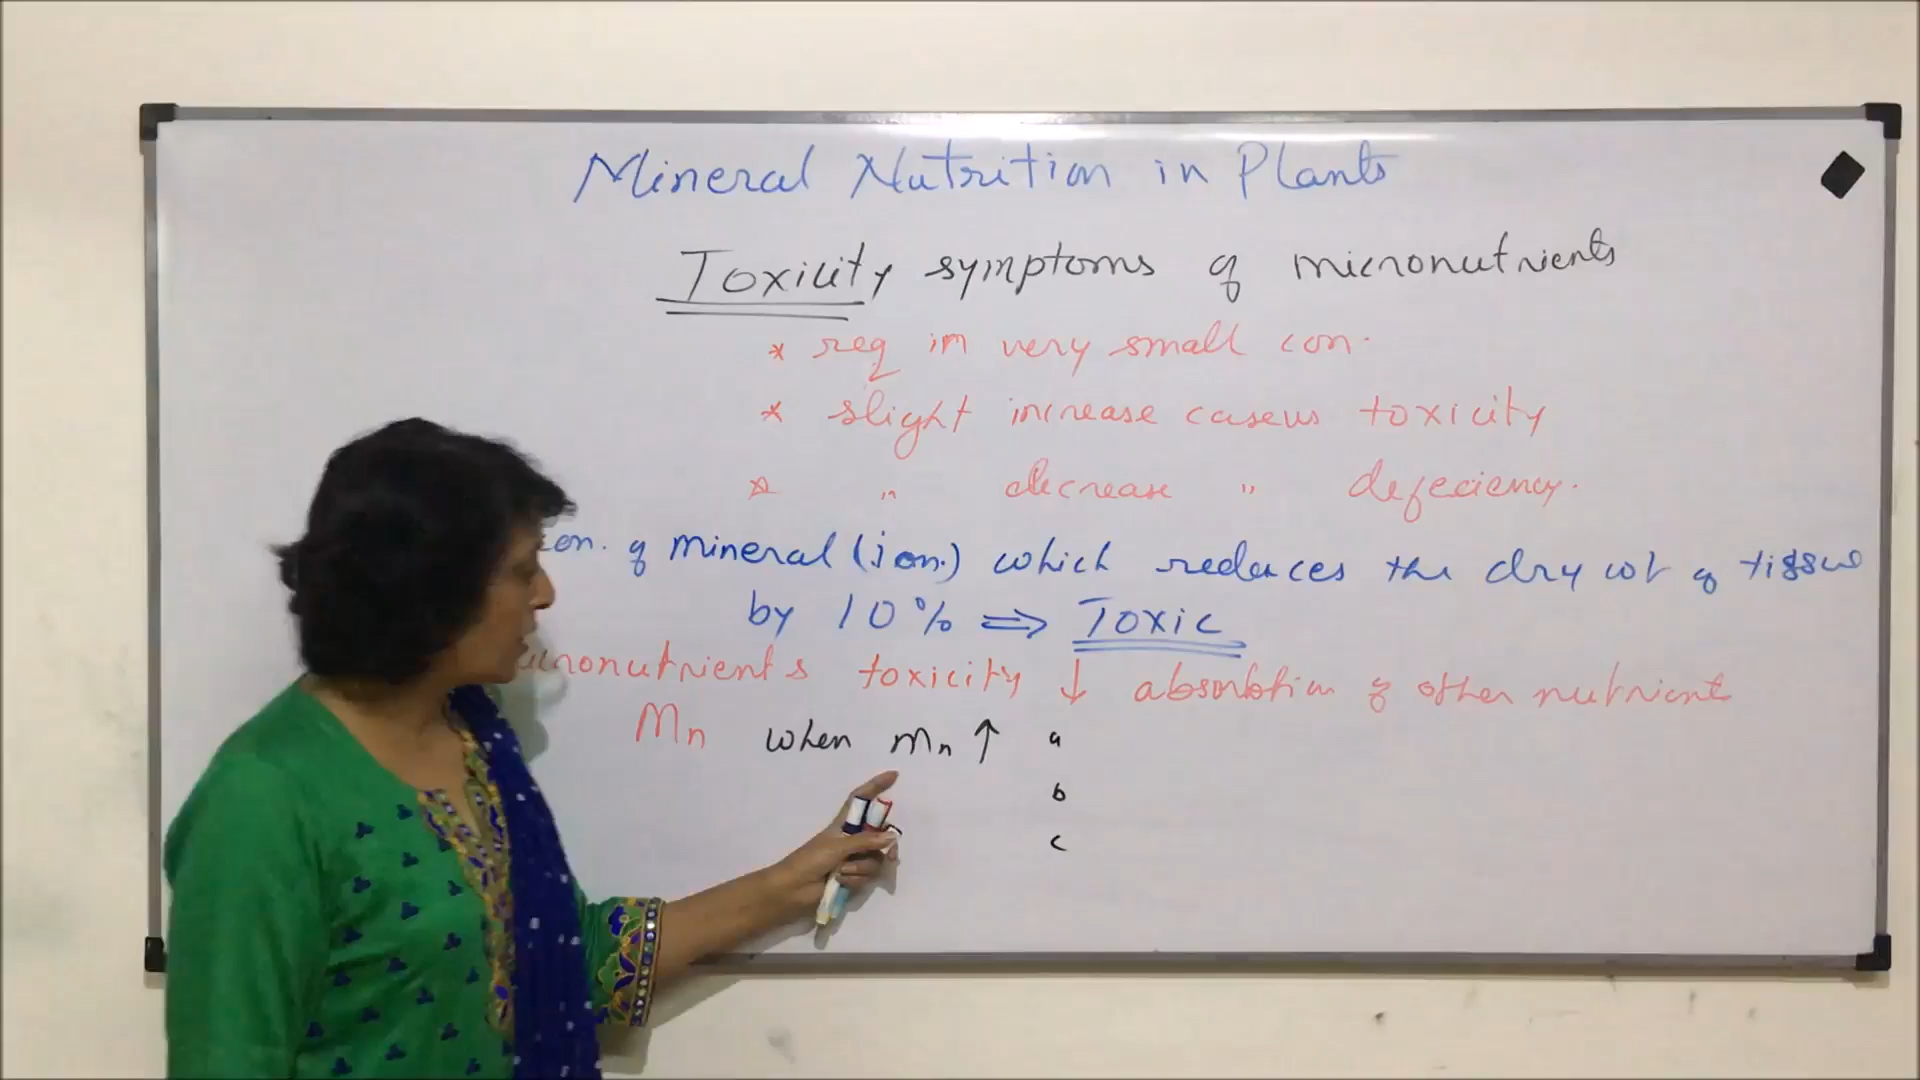 Mineral Nutrition in Plants
Toxicity symptoms of micronutrients
* req in very small con.
* slight increase caseus toxicity
* " decrease " defeciency.
con. of mineral (ion.) which reduces the dry wt of tissue
by 10% ⇒ Toxic
micronutrients toxicity ↓ absorbtion of other nutrient
Mn when Mn ↑ a
b
c